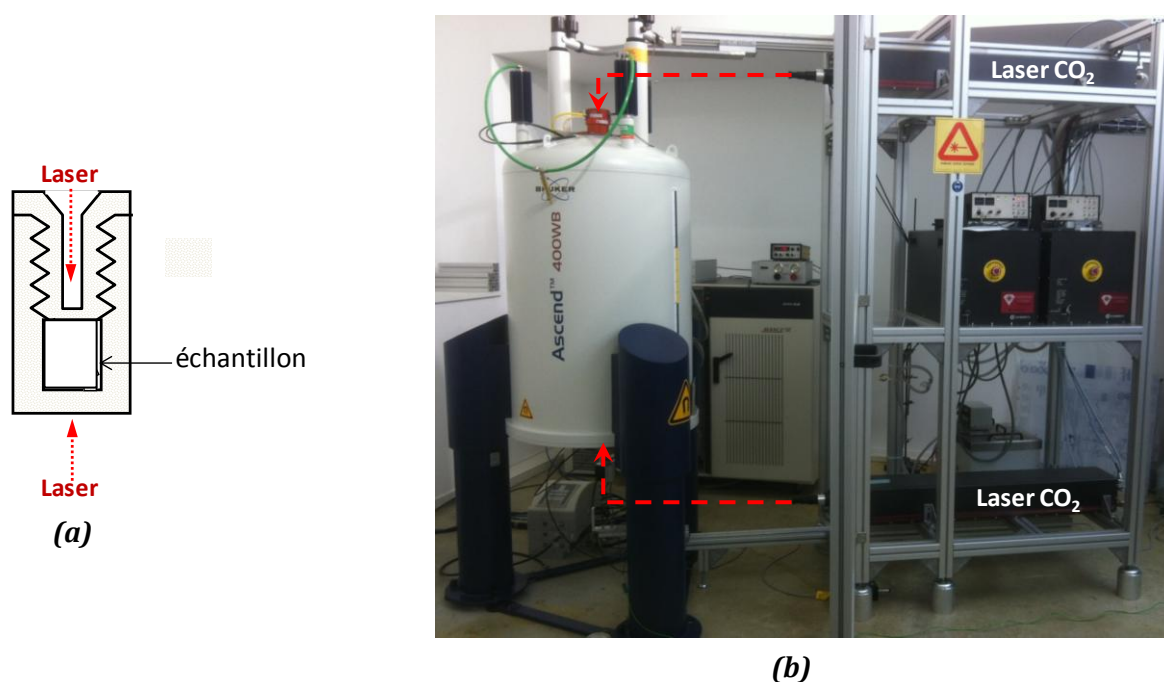 Laser
échantillon
Laser
(a)
Laser CO₂
BRUKER
Ascend™ 400WB
Laser CO₂
(b)